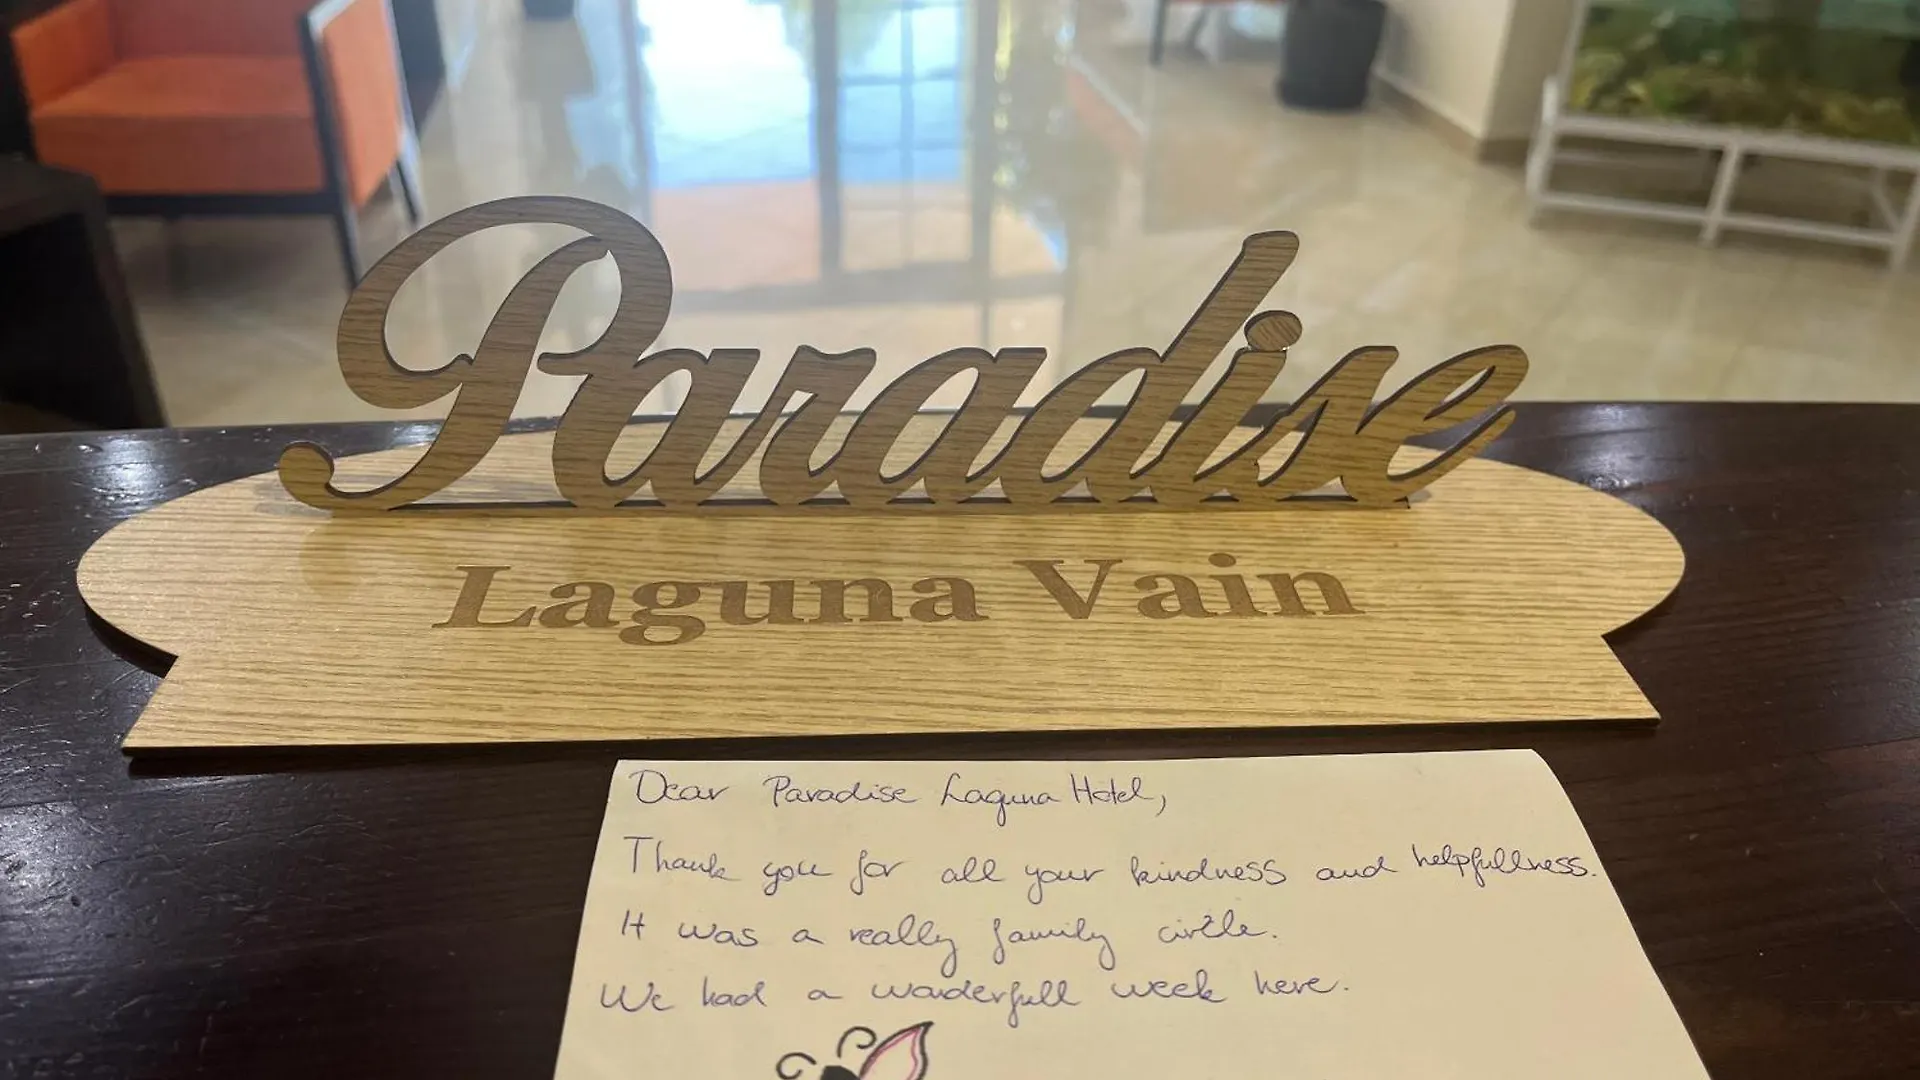 Paradise
Laguna Vain
Dear Paradise Laguna Hotel,
Thank you for all your kindness and helpfullness.
It was a really family circle.
We had a wonderfull week here.